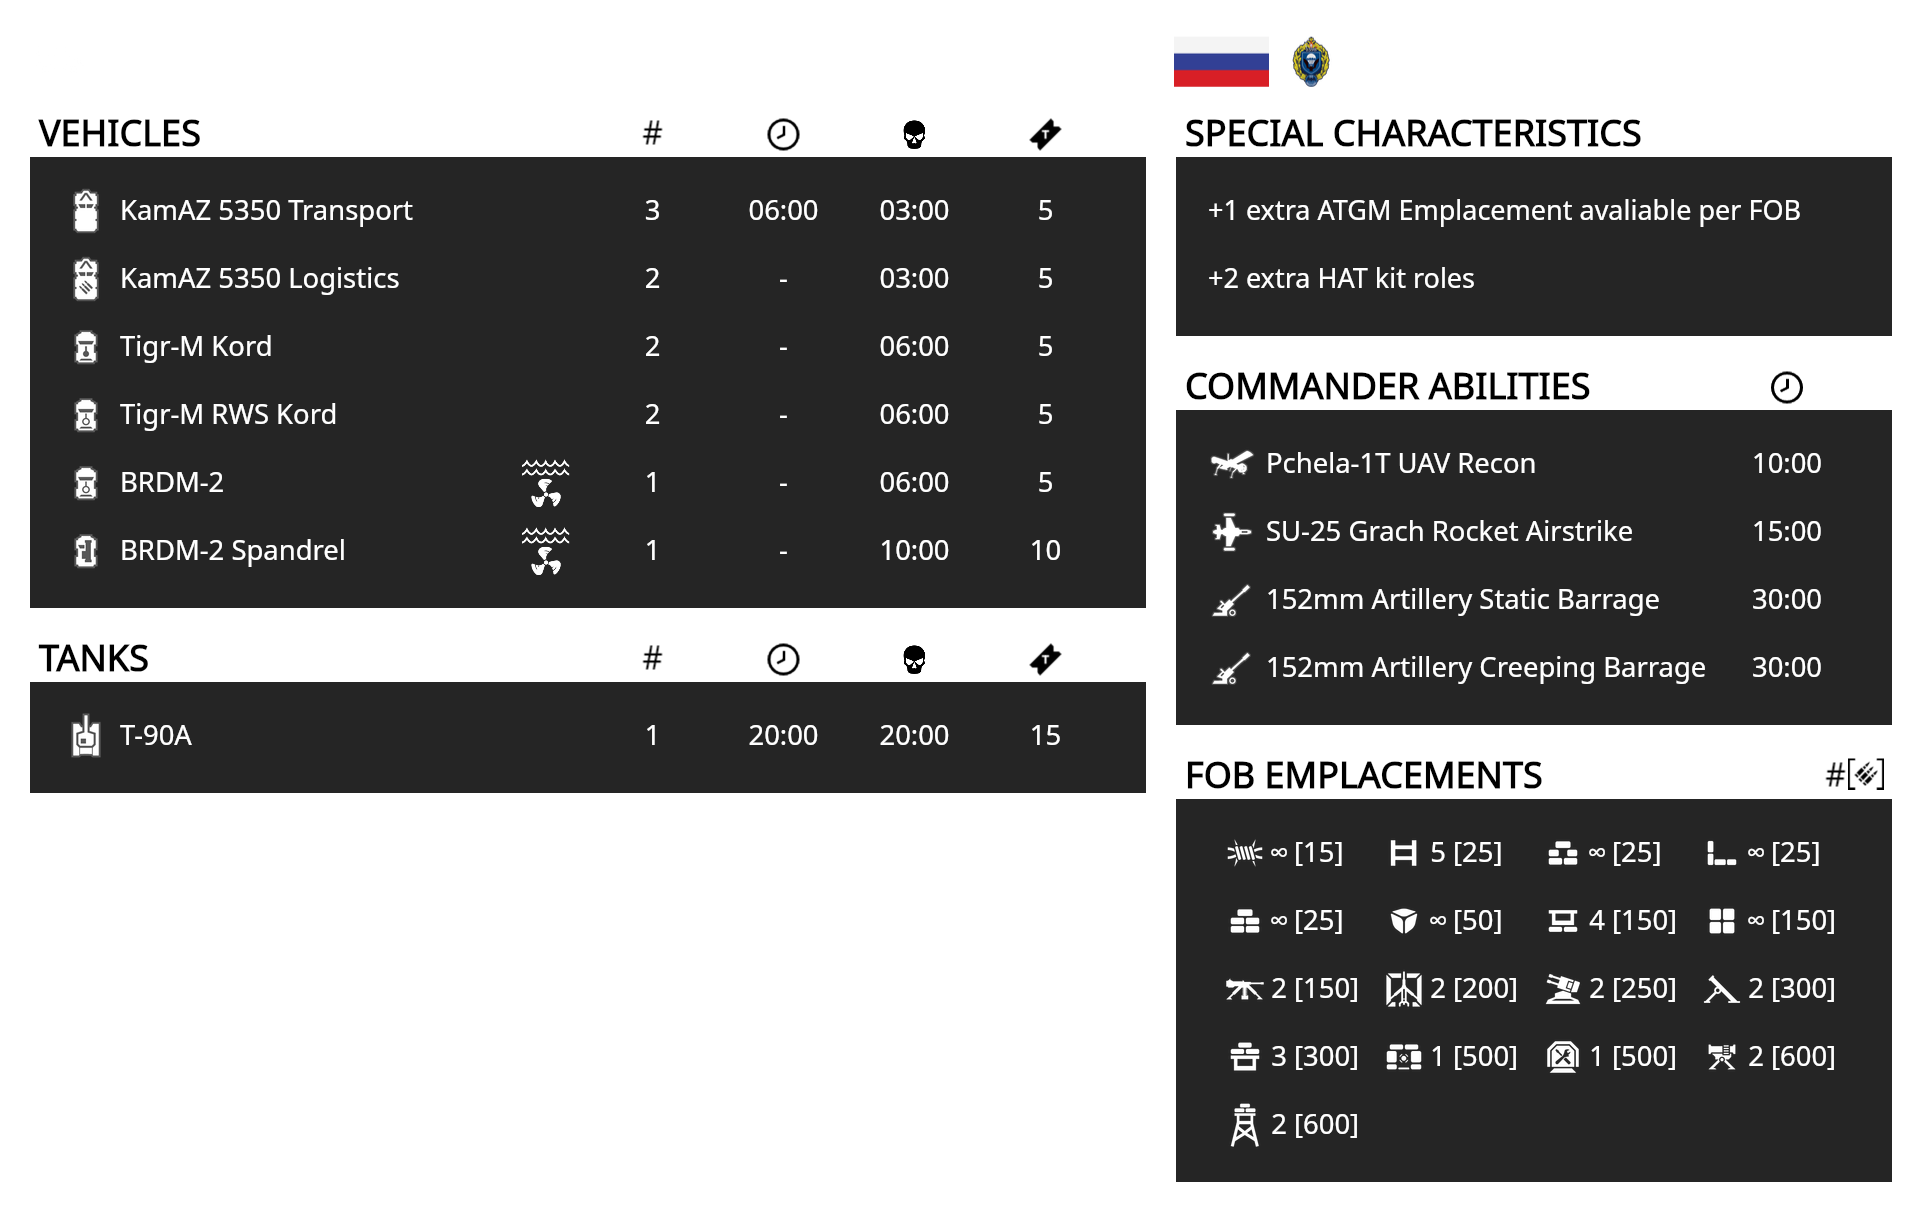 VEHICLES #
KamAZ 5350 Transport 3 06:00 03:00 5
KamAZ 5350 Logistics 2 - 03:00 5
Tigr-M Kord 2 - 06:00 5
Tigr-M RWS Kord 2 - 06:00 5
BRDM-2 1 - 06:00 5
BRDM-2 Spandrel 1 - 10:00 10
TANKS #
T-90A 1 20:00 20:00 15
SPECIAL CHARACTERISTICS
+1 extra ATGM Emplacement avaliable per FOB
+2 extra HAT kit roles
COMMANDER ABILITIES
Pchela-1T UAV Recon 10:00
SU-25 Grach Rocket Airstrike 15:00
152mm Artillery Static Barrage 30:00
152mm Artillery Creeping Barrage 30:00
FOB EMPLACEMENTS #[]
∞ [15] 5 [25] ∞ [25] ∞ [25]
∞ [25] ∞ [50] 4 [150] ∞ [150]
2 [150] 2 [200] 2 [250] 2 [300]
3 [300] 1 [500] 1 [500] 2 [600]
2 [600]